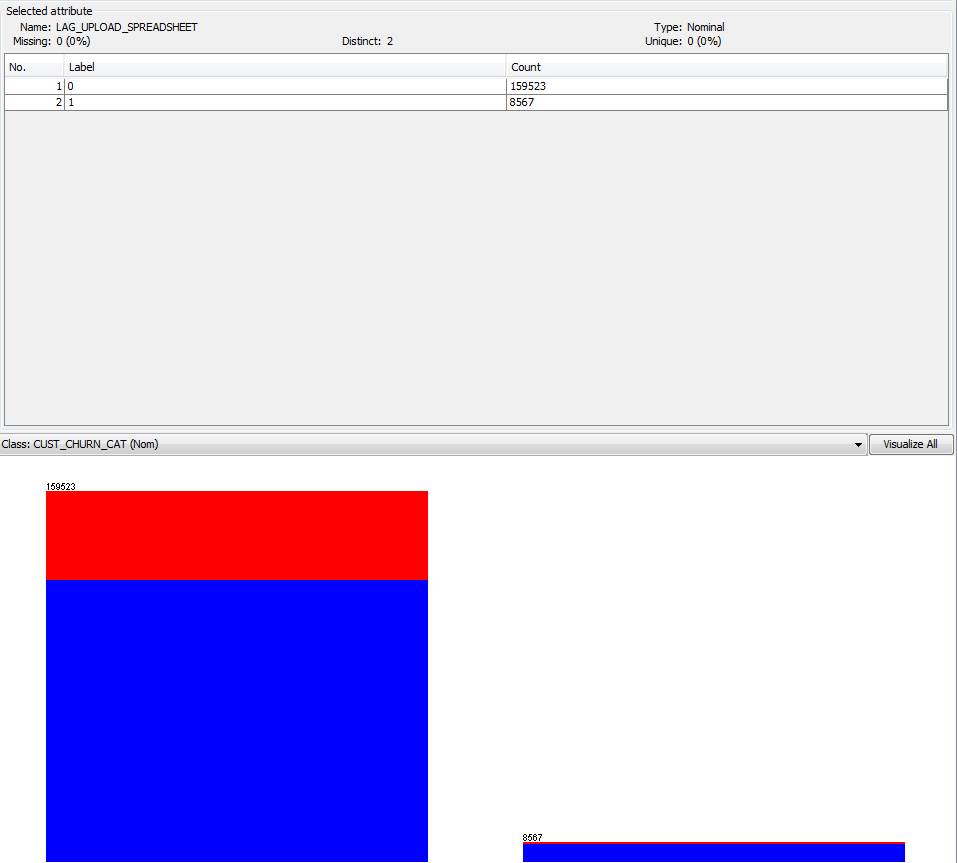 Selected attribute
Name: LAG_UPLOAD_SPREADSHEET Type: Nominal
Missing: 0 (0%) Distinct: 2 Unique: 0 (0%)
No. Label Count
1 0 159523
2 1 8567
Class: CUST_CHURN_CAT (Nom) Visualize All
159523
8567